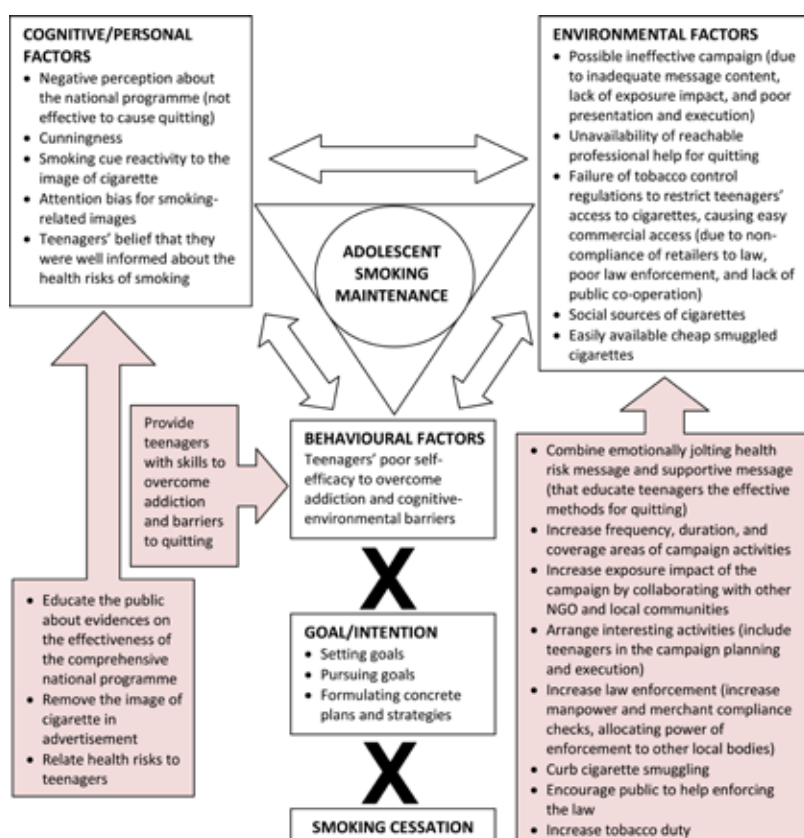 COGNITIVE/PERSONAL
FACTORS
• Negative perception about
the national programme (not
effective to cause quitting)
• Cunningness
• Smoking cue reactivity to the
image of cigarette
• Attention bias for smoking-
related images
• Teenagers' belief that they
were well informed about the
health risks of smoking
ENVIRONMENTAL FACTORS
• Possible ineffective campaign (due
to inadequate message content,
lack of exposure impact, and poor
presentation and execution)
• Unavailability of reachable
professional help for quitting
• Failure of tobacco control
regulations to restrict teenagers'
access to cigarettes, causing easy
commercial access (due to non-
compliance of retailers to law,
poor law enforcement, and lack of
public co-operation)
• Social sources of cigarettes
• Easily available cheap smuggled
cigarettes
ADOLESCENT
SMOKING
MAINTENANCE
Provide
teenagers
with skills to
overcome
addiction
and barriers
to quitting
BEHAVIOURAL FACTORS
Teenagers' poor self-
efficacy to overcome
addiction and cognitive-
environmental barriers
X
• Educate the public
about evidences on
the effectiveness of
the comprehensive
national programme
• Remove the image of
cigarette in
advertisement
• Relate health risks to
teenagers
GOAL/INTENTION
• Setting goals
• Pursuing goals
• Formulating concrete
plans and strategies
X
SMOKING CESSATION
• Combine emotionally jolting health
risk message and supportive message
(that educate teenagers the effective
methods for quitting)
• Increase frequency, duration, and
coverage areas of campaign activities
• Increase exposure impact of the
campaign by collaborating with other
NGO and local communities
• Arrange interesting activities (include
teenagers in the campaign planning
and execution)
• Increase law enforcement (increase
manpower and merchant compliance
checks, allocating power of
enforcement to other local bodies)
• Curb cigarette smuggling
• Encourage public to help enforcing
the law
• Increase tobacco duty